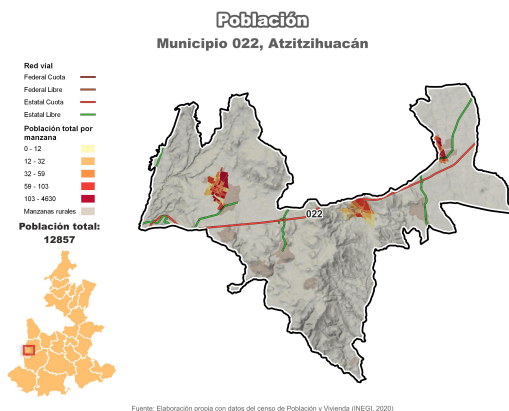 Población
Municipio 022, Atzitzihuacán
Red vial
Federal Cuota
Federal Libre
Estatal Cuota
Estatal Libre
Población total por
manzana
0 - 12
12 - 32
32 - 59
59 - 103
103 - 4630
Manzanas rurales
Población total:
12857
022
Fuente: Elaboración propia con datos del censo de Población y Vivienda (INEGI, 2020)